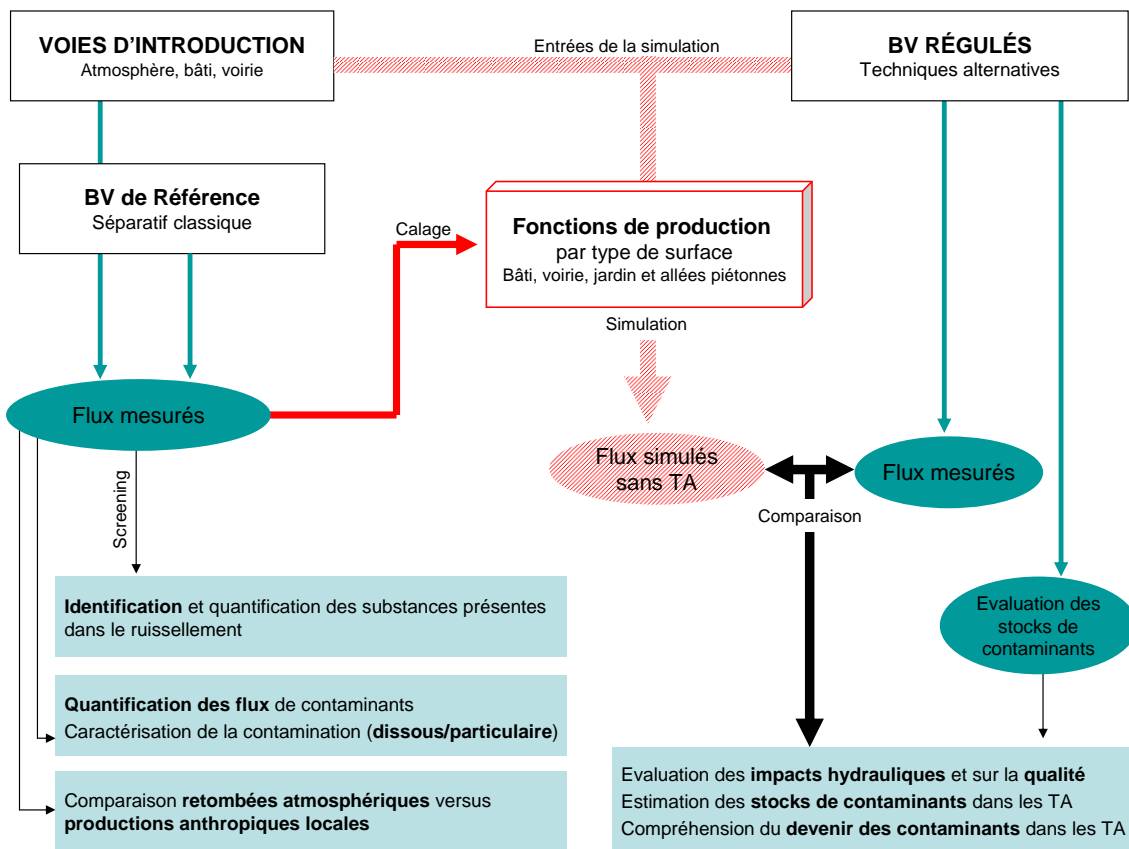 VOIES D'INTRODUCTION
Atmosphère, bâti, voirie
Entrées de la simulation
BV RÉGULÉS
Techniques alternatives
BV de Référence
Séparatif classique
Calage
Fonctions de production
par type de surface
Bâti, voirie, jardin et allées piétonnes
Simulation
Flux mesurés
Flux simulés
sans TA
Flux mesurés
Comparaison
Screening
Identification et quantification des substances présentes
dans le ruissellement
Evaluation des
stocks de
contaminants
Quantification des flux de contaminants
Caractérisation de la contamination (dissous/particulaire)
Comparaison retombées atmosphériques versus
productions anthropiques locales
Evaluation des impacts hydrauliques et sur la qualité
Estimation des stocks de contaminants dans les TA
Compréhension du devenir des contaminants dans les TA